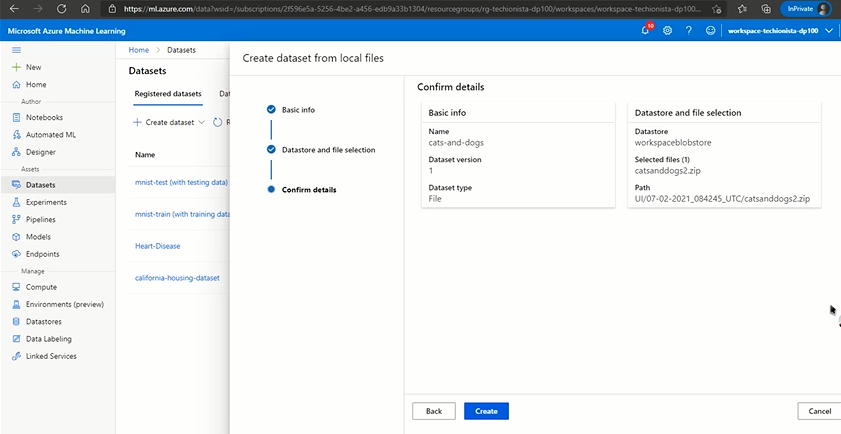 https://ml.azure.com/data?wsid=/subscriptions/2f596e5a-5256-4be2-a456-edb9a33b1304/resourcegroups/rg-techionista-dp100/workspaces/workspace-techionista-dp100...
InPrivate
Microsoft Azure Machine Learning
10
workspace-techionista-dp100
New
Home
Author
Notebooks
Automated ML
Designer
Assets
Datasets
Experiments
Pipelines
Models
Endpoints
Manage
Compute
Environments (preview)
Datastores
Data Labeling
Linked Services
Home > Datasets
Datasets
Registered datasets Dat
Create dataset R
Name
mnist-test (with testing data)
mnist-train (with training data
Heart-Disease
california-housing-dataset
Create dataset from local files
Basic info
Datastore and file selection
Confirm details
Confirm details
Basic info
Name
cats-and-dogs
Dataset version
1
Dataset type
File
Datastore and file selection
Datastore
workspaceblobstore
Selected files (1)
catsanddogs2.zip
Path
UI/07-02-2021_084245_UTC/catsanddogs2.zip
Back
Create
Cancel